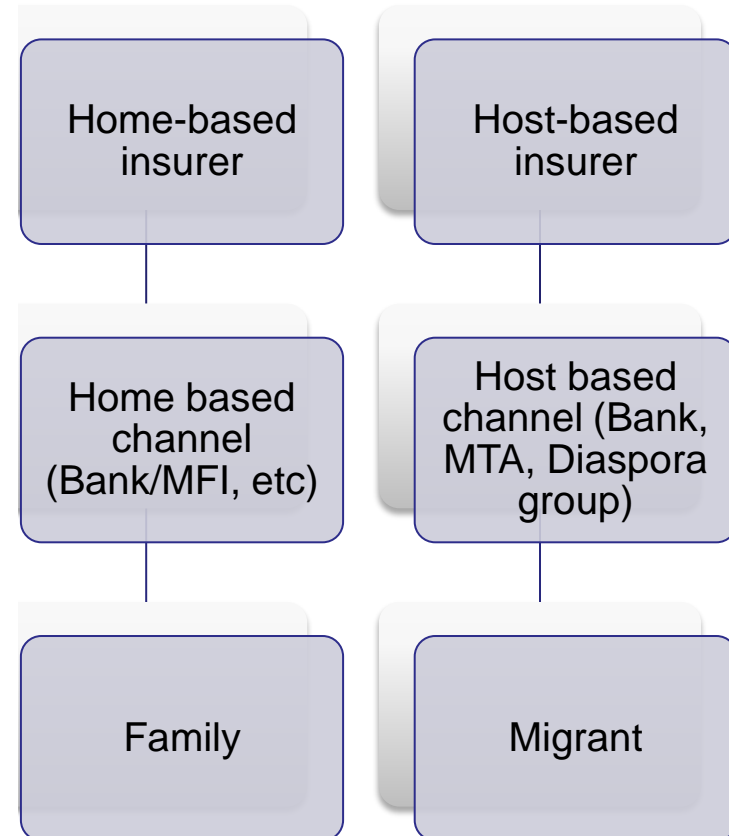 Home-based
insurer
Host-based
insurer
Home based
channel
(Bank/MFI, etc)
Host based
channel (Bank,
MTA, Diaspora
group)
Family
Migrant